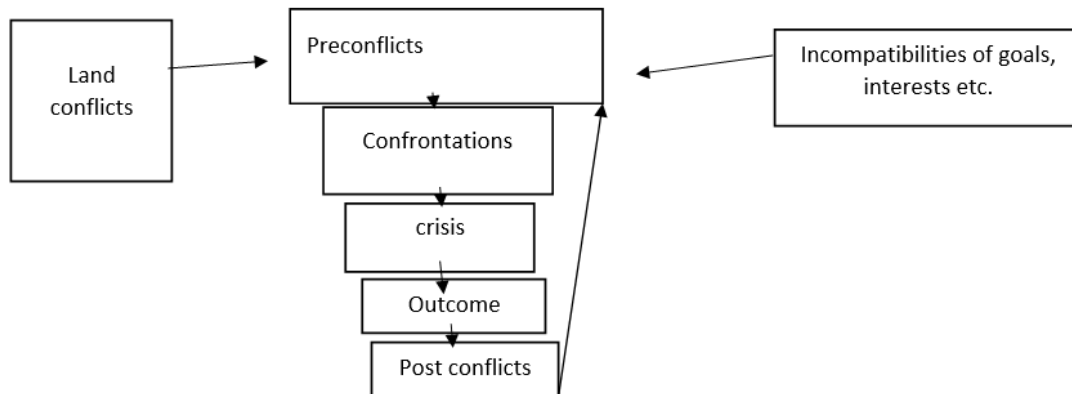 Land
conflicts
Preconflicts
Incompatibilities of goals,
interests etc.
Confrontations
crisis
Outcome
Post conflicts